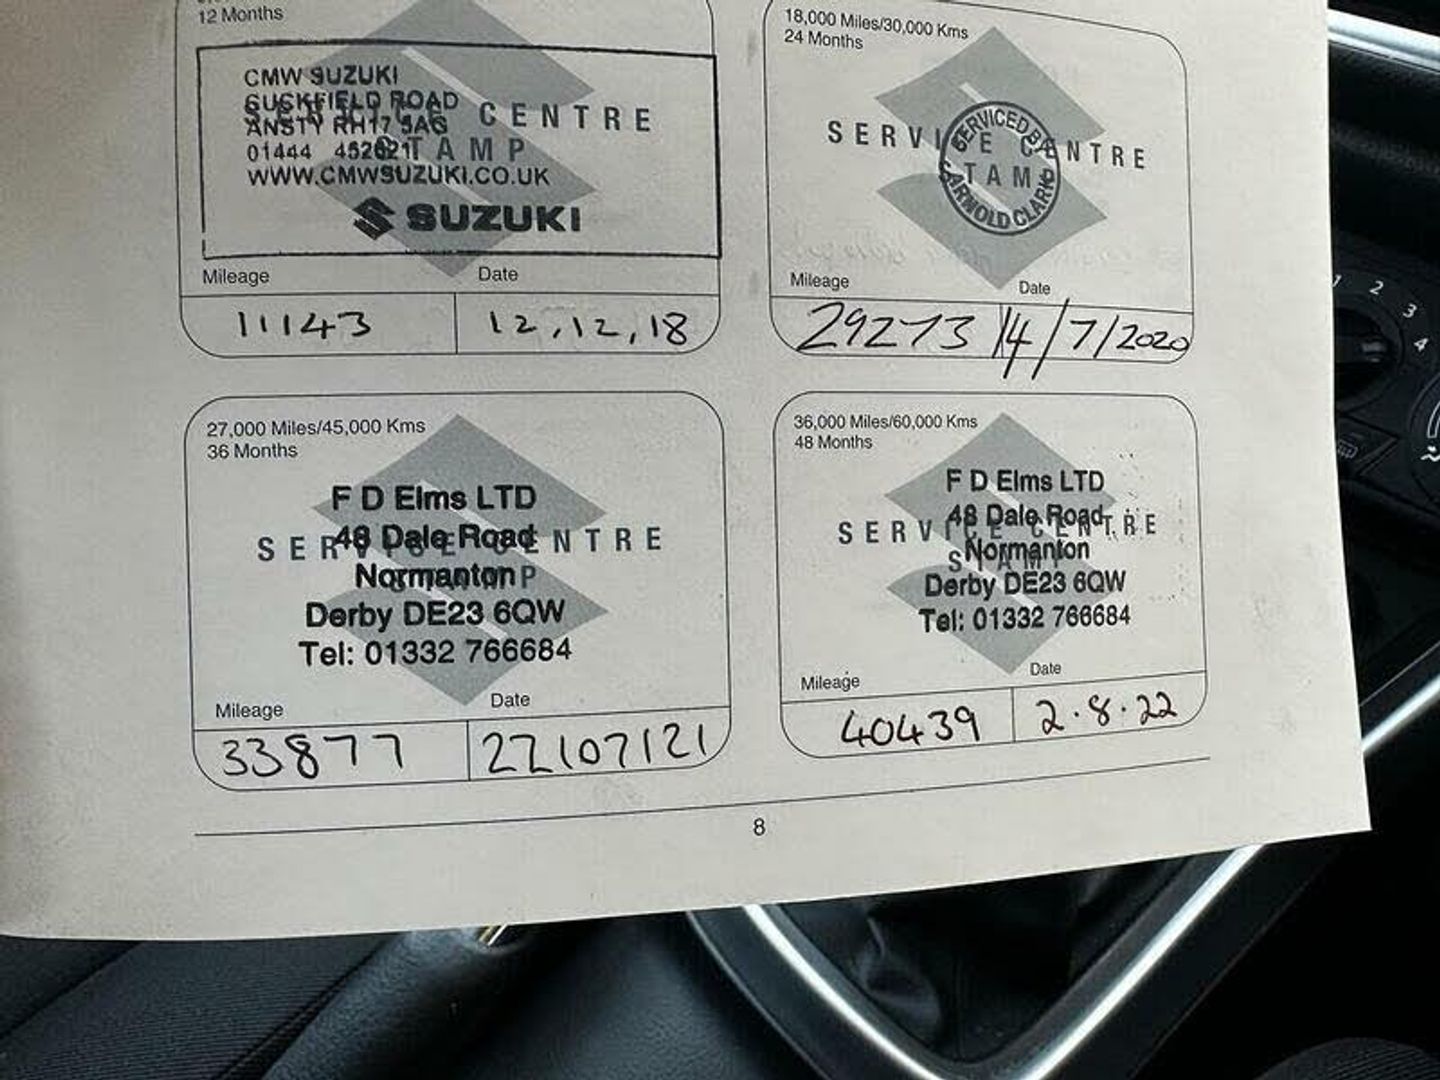 12 Months
CMW SUZUKI
CUCKFIELD ROAD
ANSTY RH17 5AG
01444 452621
WWW.CMWSUZUKI.CO.UK
SUZUKI
SERVICE CENTRE
STAMP
Mileage Date
11143 12,12,18
18,000 Miles/30,000 Kms
24 Months
SERVICE CENTRE
STAMP
SERVICED BY
ARNOLD CLARK
Mileage Date
29273 14/7/2020
27,000 Miles/45,000 Kms
36 Months
F D Elms LTD
48 Dale Road
Normanton
Derby DE23 6QW
Tel: 01332 766684
SERVICE CENTRE
STAMP
Mileage Date
33877 22/07/21
36,000 Miles/60,000 Kms
48 Months
F D Elms LTD
48 Dale Road
Normanton
Derby DE23 6QW
Tel: 01332 766684
SERVICE CENTRE
STAMP
Mileage Date
40439 2.8.22
8
1
2
3
4